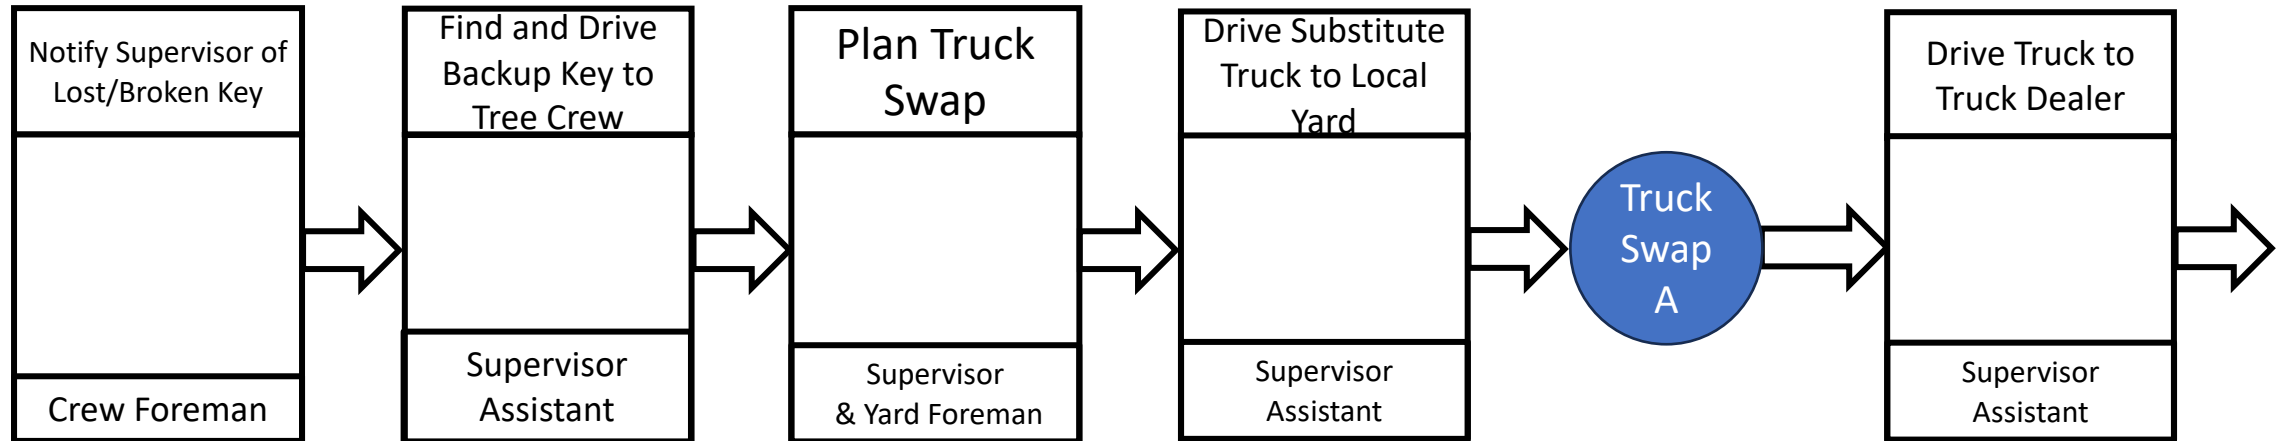 Notify Supervisor of
Lost/Broken Key
Crew Foreman
Find and Drive
Backup Key to
Tree Crew
Supervisor
Assistant
Plan Truck
Swap
Supervisor
& Yard Foreman
Drive Substitute
Truck to Local
Yard
Supervisor
Assistant
Truck
Swap
A
Drive Truck to
Truck Dealer
Supervisor
Assistant